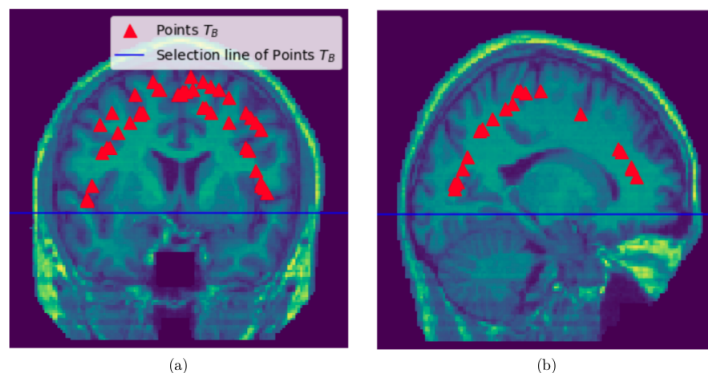 Points T_B
Selection line of Points T_B
(a)
(b)